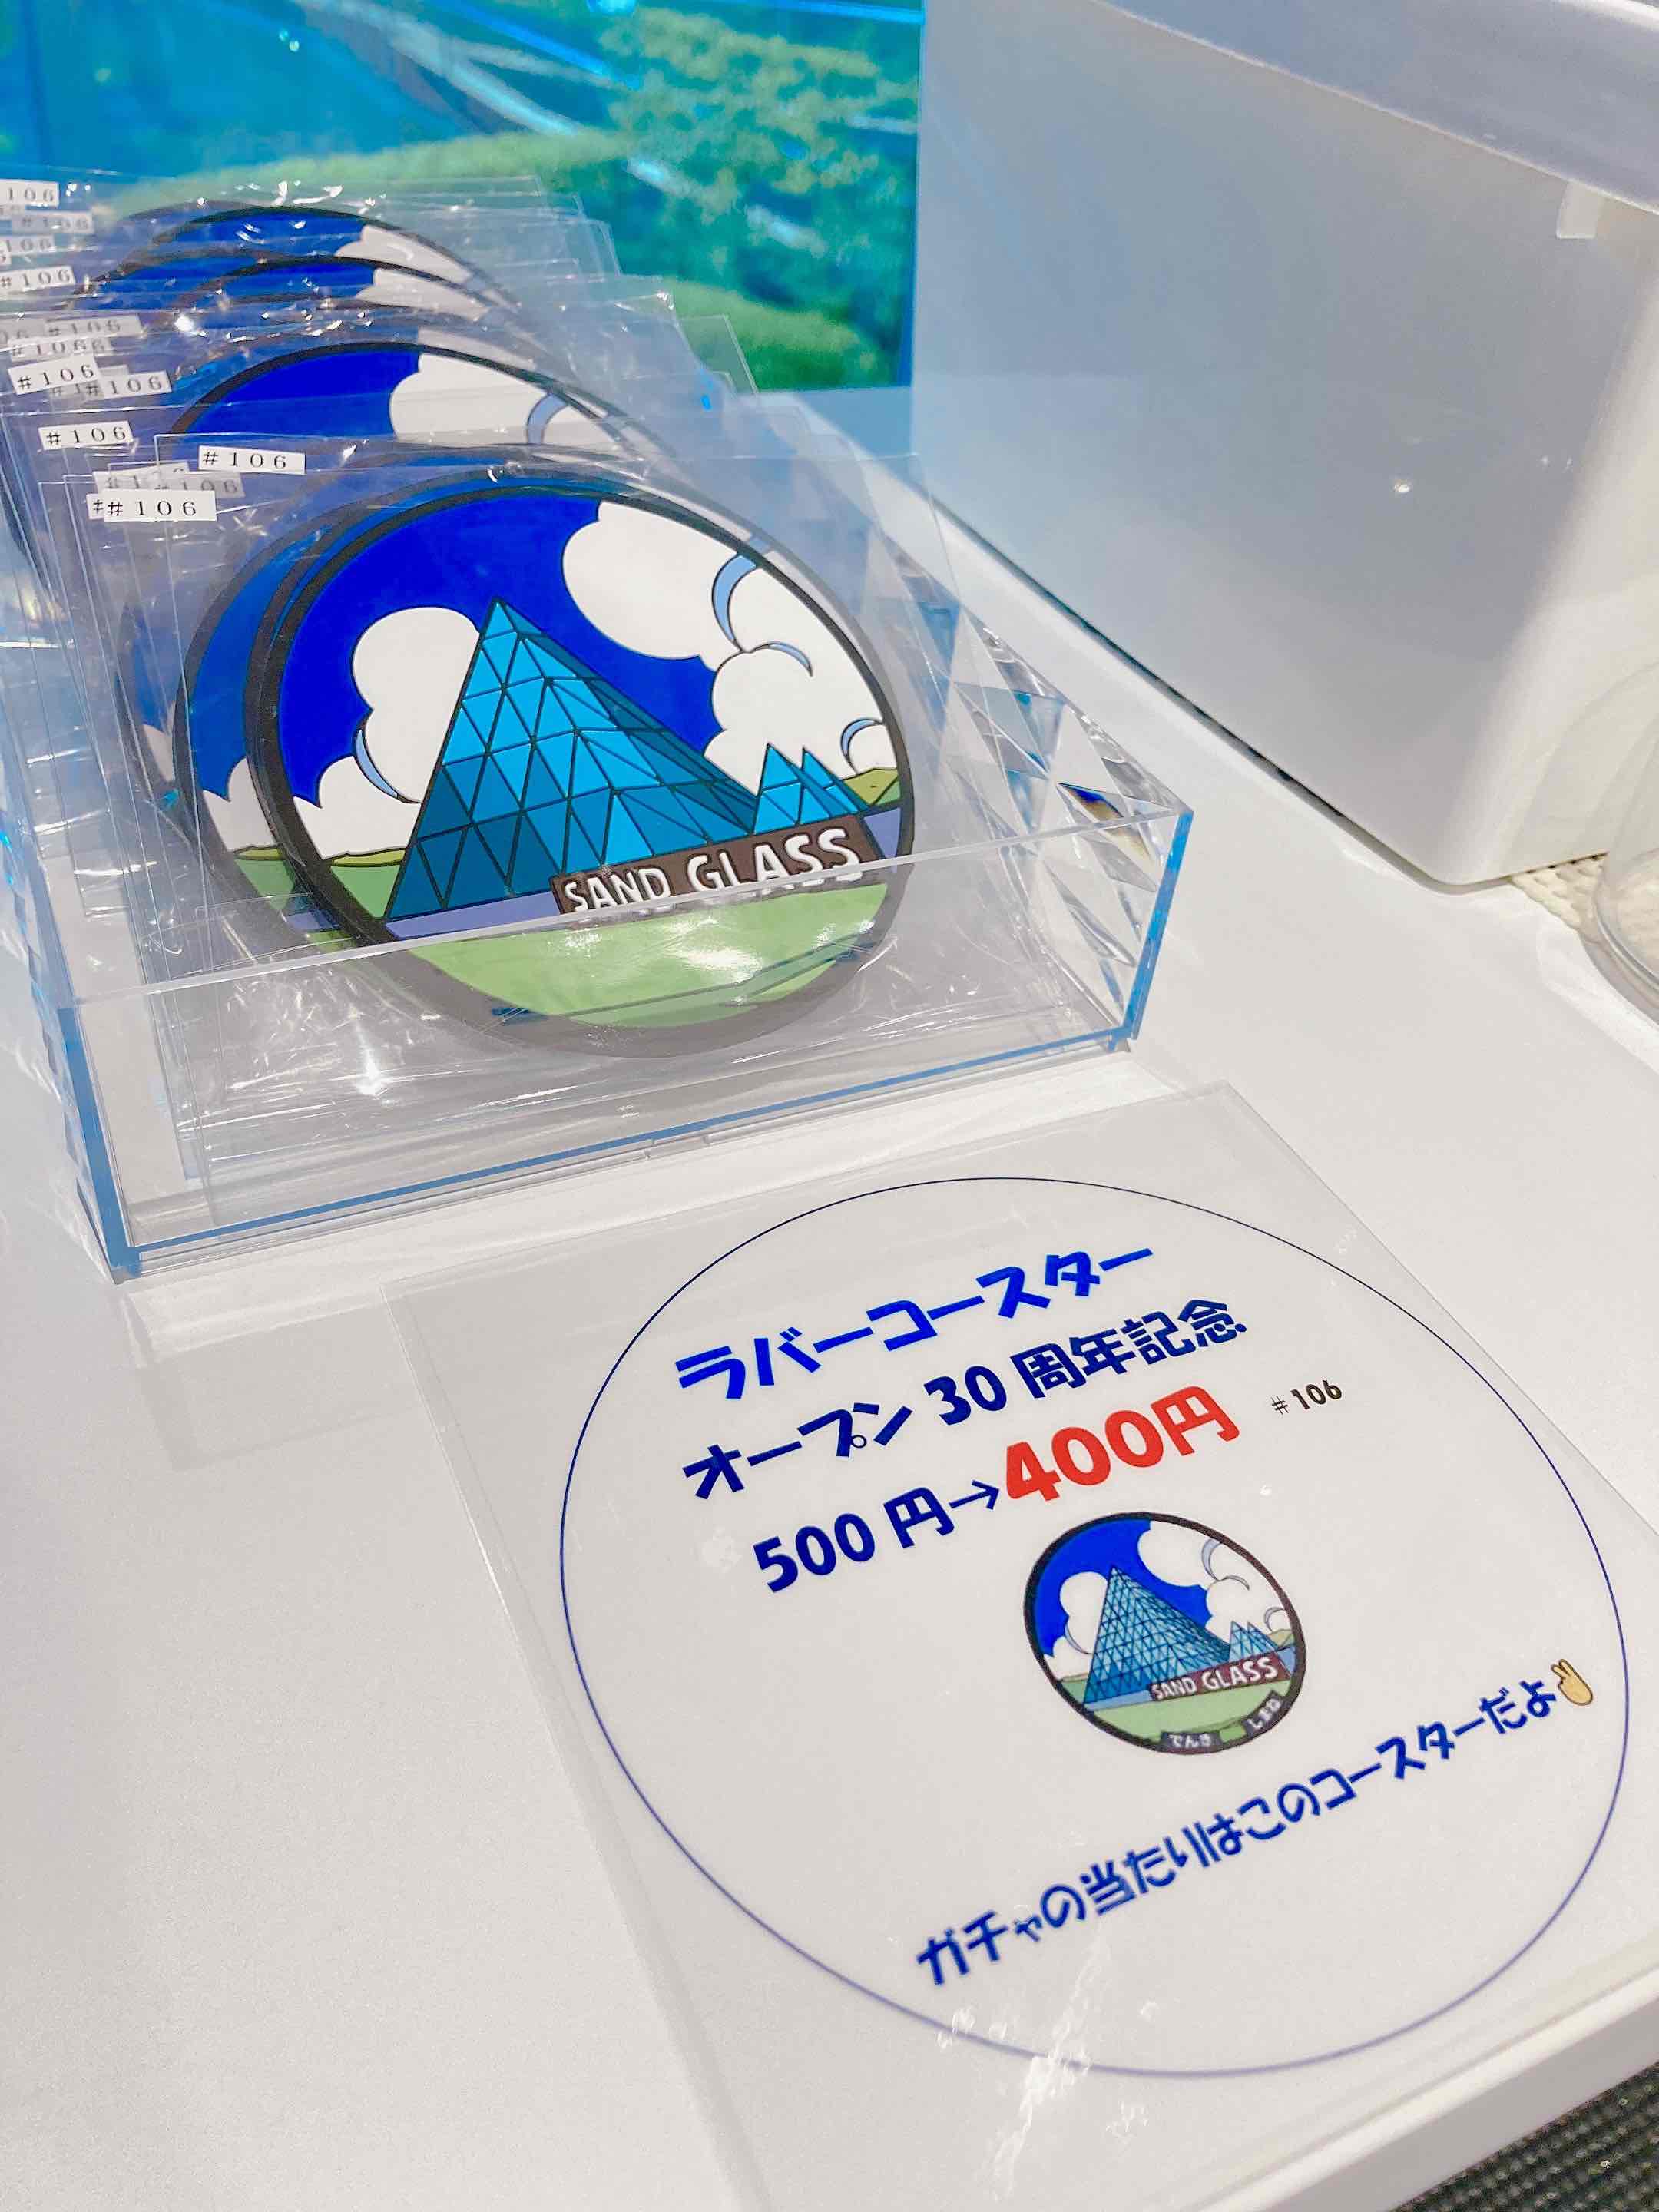 #106
#106
#106
#106
#106
#106
#106
SAND GLASS
ラバーコースター
オープン30周年記念
500円→400円 #106
SAND GLASS
でんき しまね
ガチャの当たりはこのコースターだよ✌